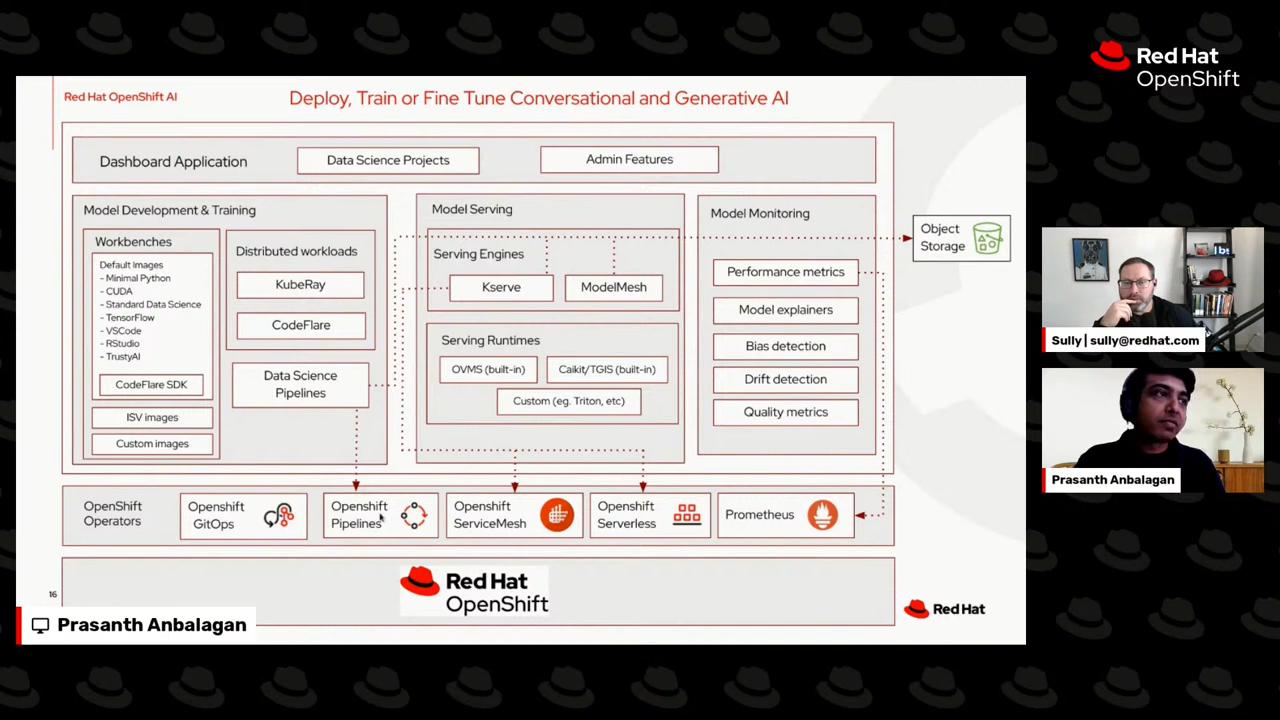 Red Hat
OpenShift
Red Hat OpenShift AI
Deploy, Train or Fine Tune Conversational and Generative AI
Dashboard Application
Data Science Projects
Admin Features
Model Development & Training
Workbenches
Default Images
- Minimal Python
- CUDA
- Standard Data Science
- TensorFlow
- VSCode
- RStudio
- TrustyAI
CodeFlare SDK
ISV images
Custom images
Distributed workloads
KubeRay
CodeFlare
Data Science
Pipelines
Model Serving
Serving Engines
Kserve
ModelMesh
Serving Runtimes
OVMS (built-in)
Caikit/TGIS (built-in)
Custom (eg. Triton, etc)
Model Monitoring
Performance metrics
Model explainers
Bias detection
Drift detection
Quality metrics
Object
Storage
OpenShift
Operators
Openshift
GitOps
Openshift
Pipelines
Openshift
ServiceMesh
Openshift
Serverless
Prometheus
Red Hat
OpenShift
16
Red Hat
Prasanth Anbalagan
Sully | sully@redhat.com
Prasanth Anbalagan